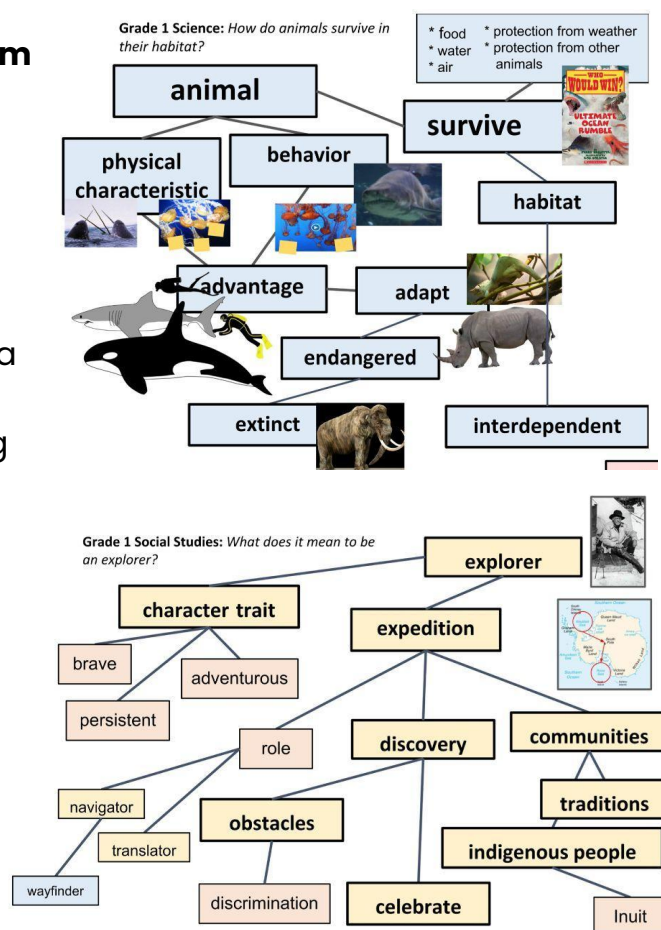 m
a
g
Grade 1 Science: How do animals survive in
their habitat?
* food
* water
* air
* protection from weather
* protection from other
animals
animal
survive
WHO
WOULD WIN?
ULTIMATE
OCEAN
RUMBLE
physical
characteristic
behavior
habitat
advantage
adapt
endangered
extinct
interdependent
Grade 1 Social Studies: What does it mean to be
an explorer?
explorer
character trait
expedition
brave
adventurous
persistent
role
discovery
communities
navigator
traditions
obstacles
translator
indigenous people
wayfinder
discrimination
celebrate
Inuit